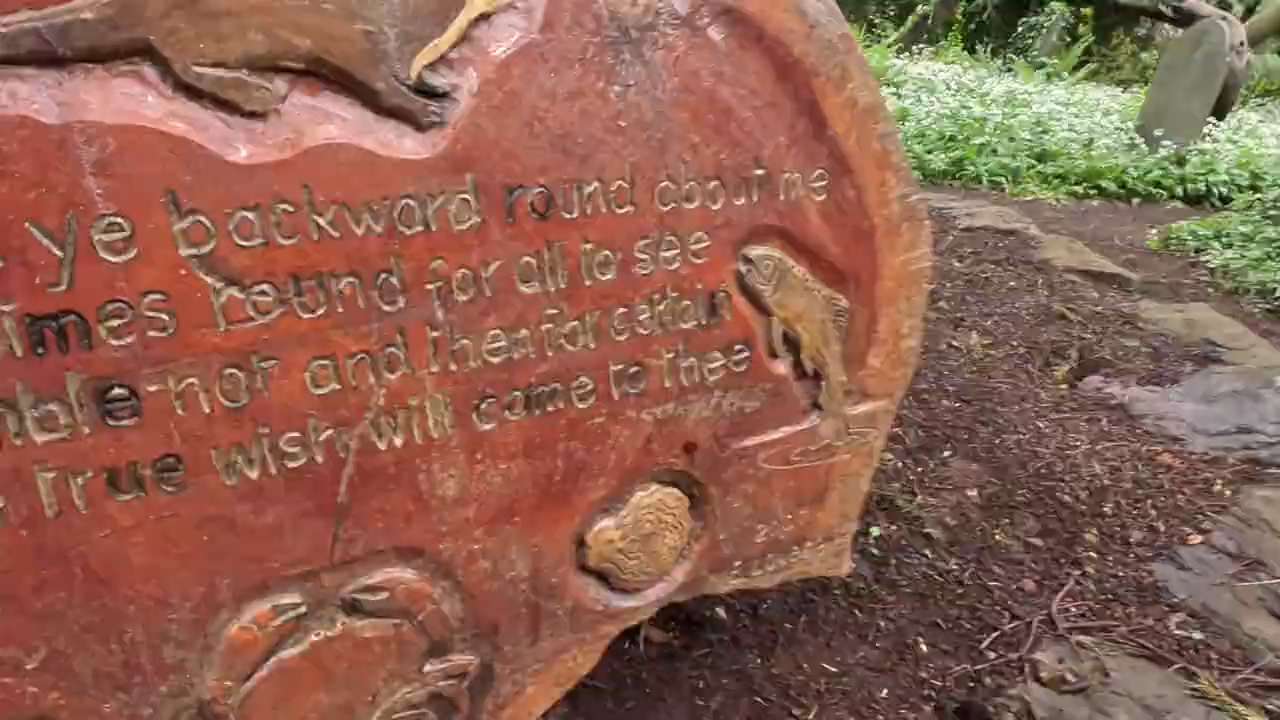 ye backward round about me
imes round for all to see
ble not and then for certain
true wish will come to thee